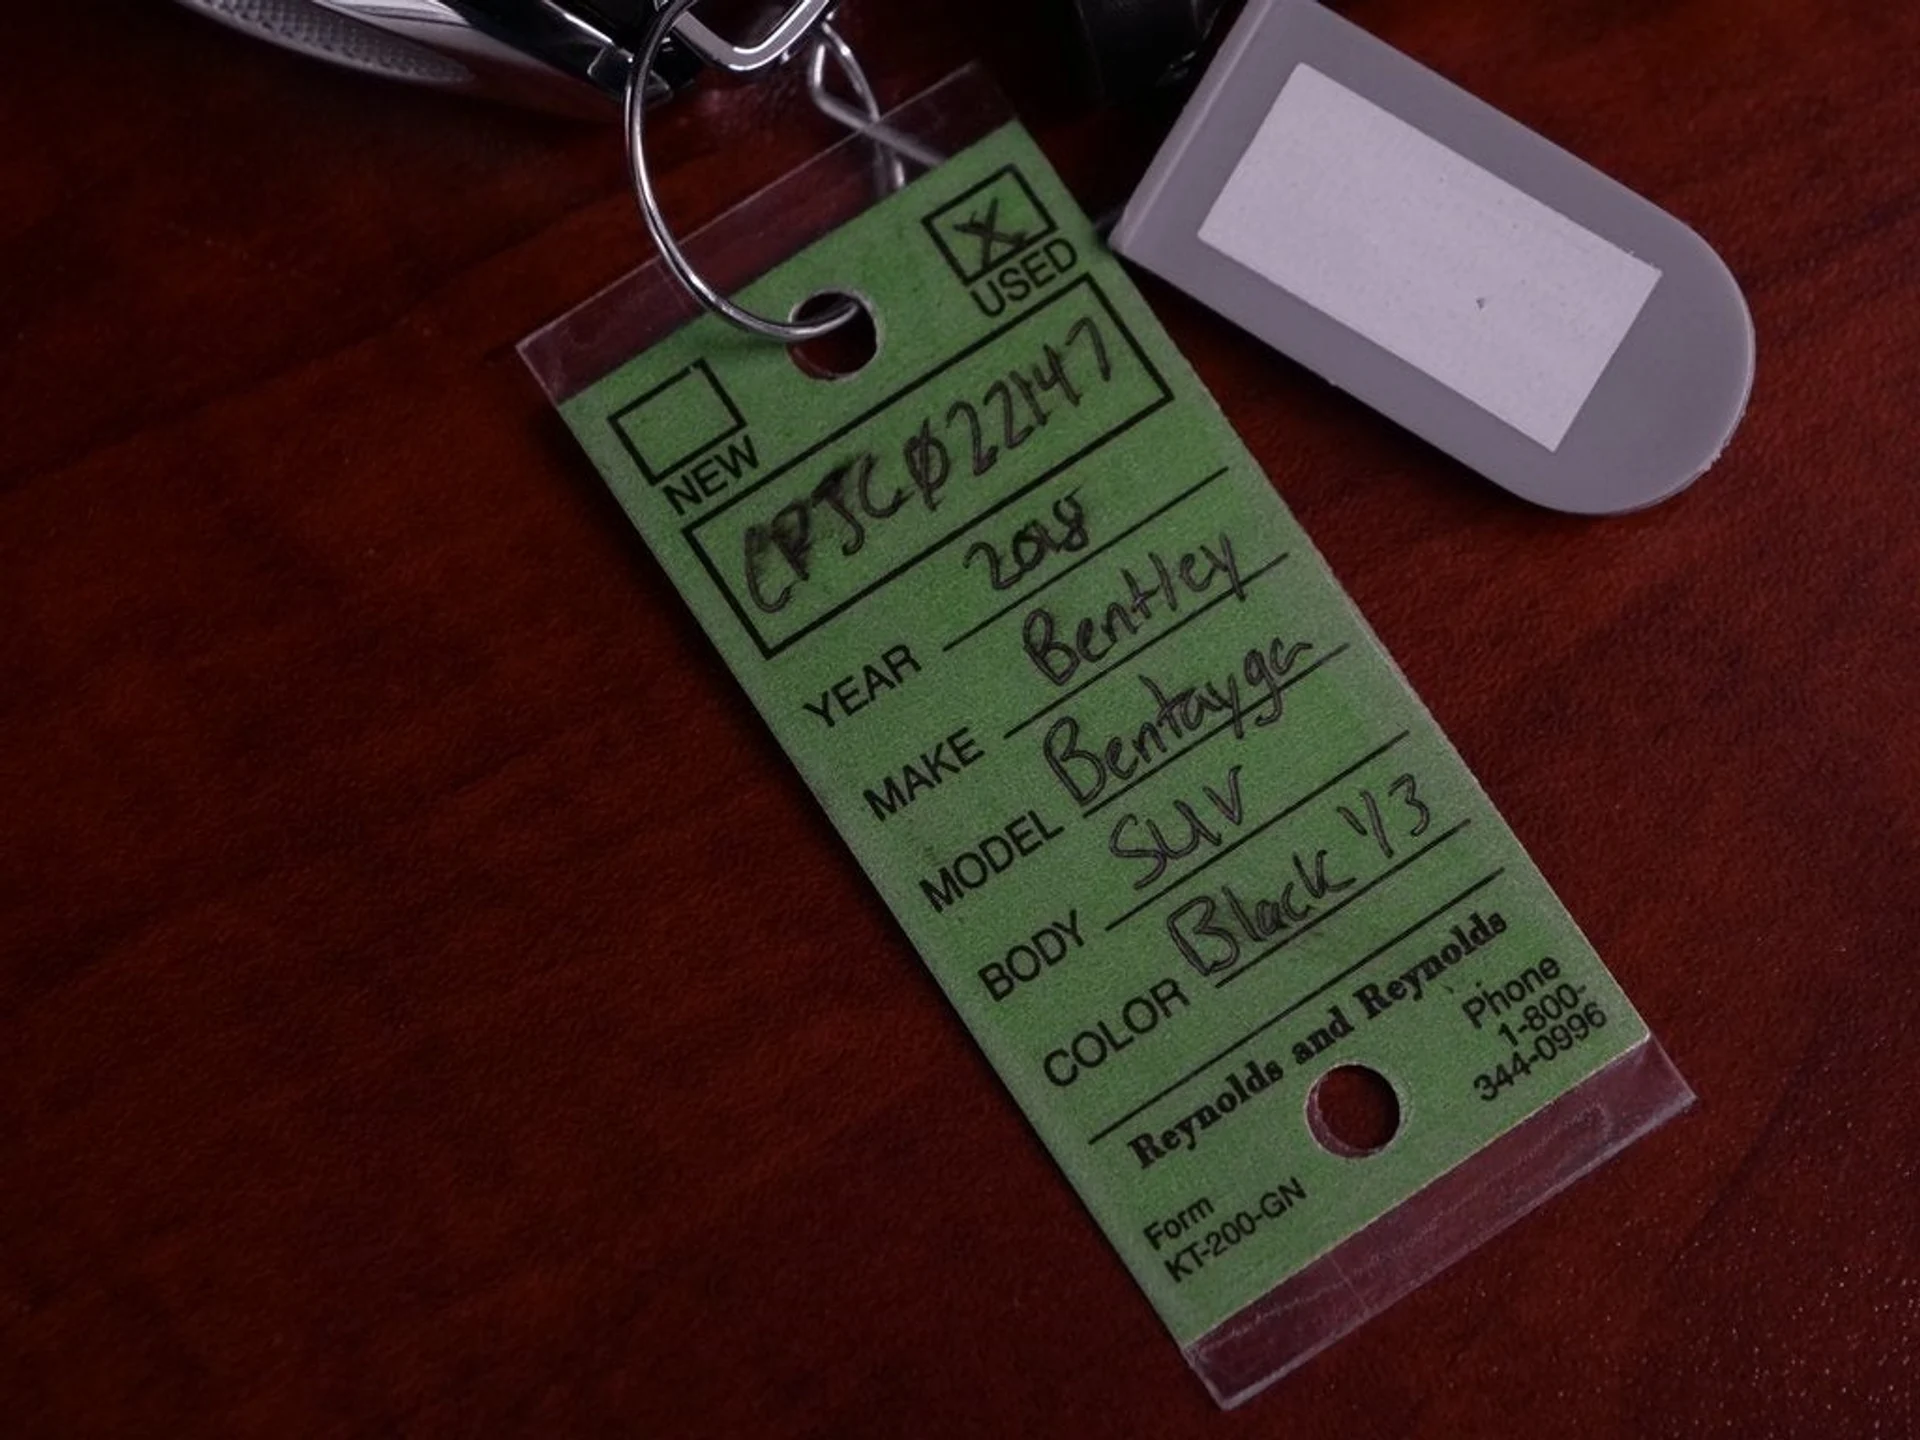 X
USED
NEW
CPJC022147
YEAR 2018
MAKE Bentley
MODEL Bentayga
BODY SUV
COLOR Black 1/3
Reynolds and Reynolds
Phone
1-800-
344-0996
Form
KT-200-GN